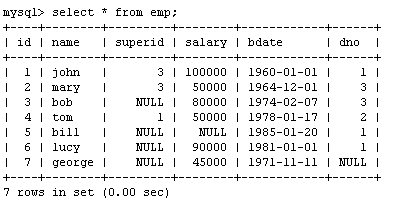 mysql> select * from emp;
+----+--------+---------+--------+------------+------+
| id | name   | superid | salary | bdate      | dno  |
+----+--------+---------+--------+------------+------+
|  1 | john   |       3 | 100000 | 1960-01-01 |    1 |
|  2 | mary   |       3 |  50000 | 1964-12-01 |    3 |
|  3 | bob    |    NULL |  80000 | 1974-02-07 |    3 |
|  4 | tom    |       1 |  50000 | 1978-01-17 |    2 |
|  5 | bill   |    NULL |   NULL | 1985-01-20 |    1 |
|  6 | lucy   |    NULL |  90000 | 1981-01-01 |    1 |
|  7 | george |    NULL |  45000 | 1971-11-11 | NULL |
+----+--------+---------+--------+------------+------+
7 rows in set (0.00 sec)